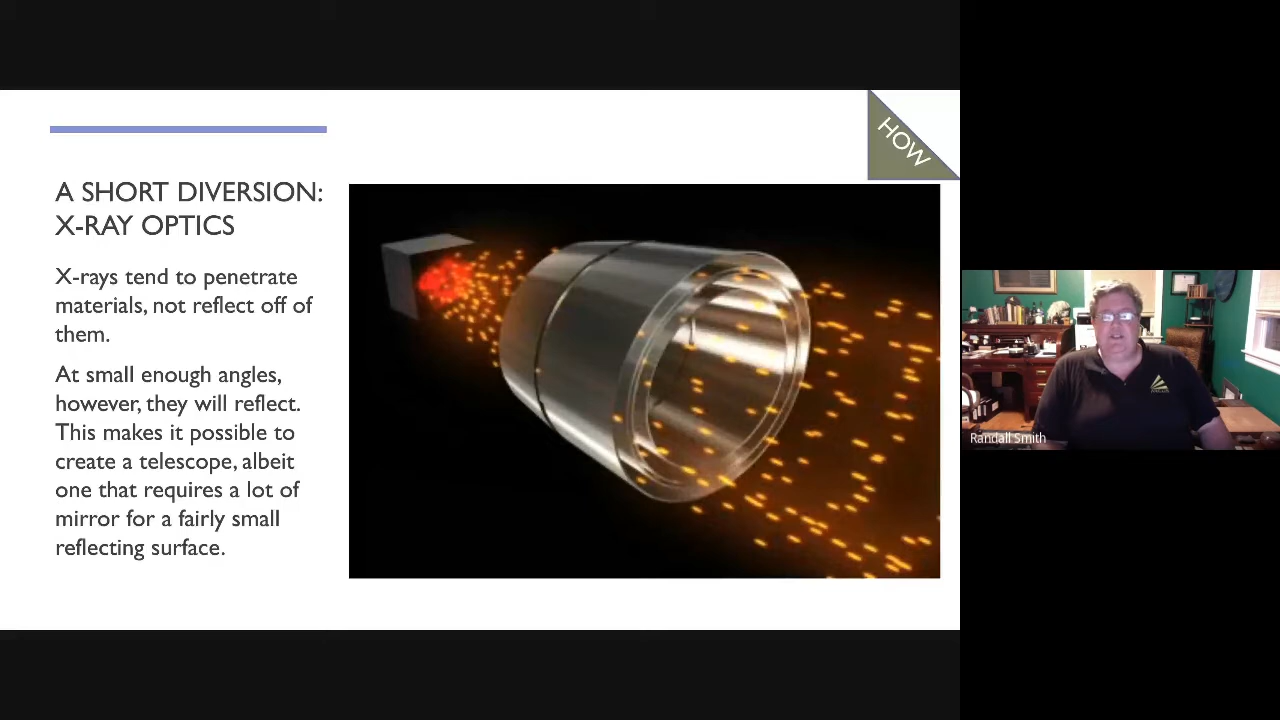 HOW
A SHORT DIVERSION:
X-RAY OPTICS
X-rays tend to penetrate
materials, not reflect off of
them.
At small enough angles,
however, they will reflect.
This makes it possible to
create a telescope, albeit
one that requires a lot of
mirror for a fairly small
reflecting surface.
Randall Smith